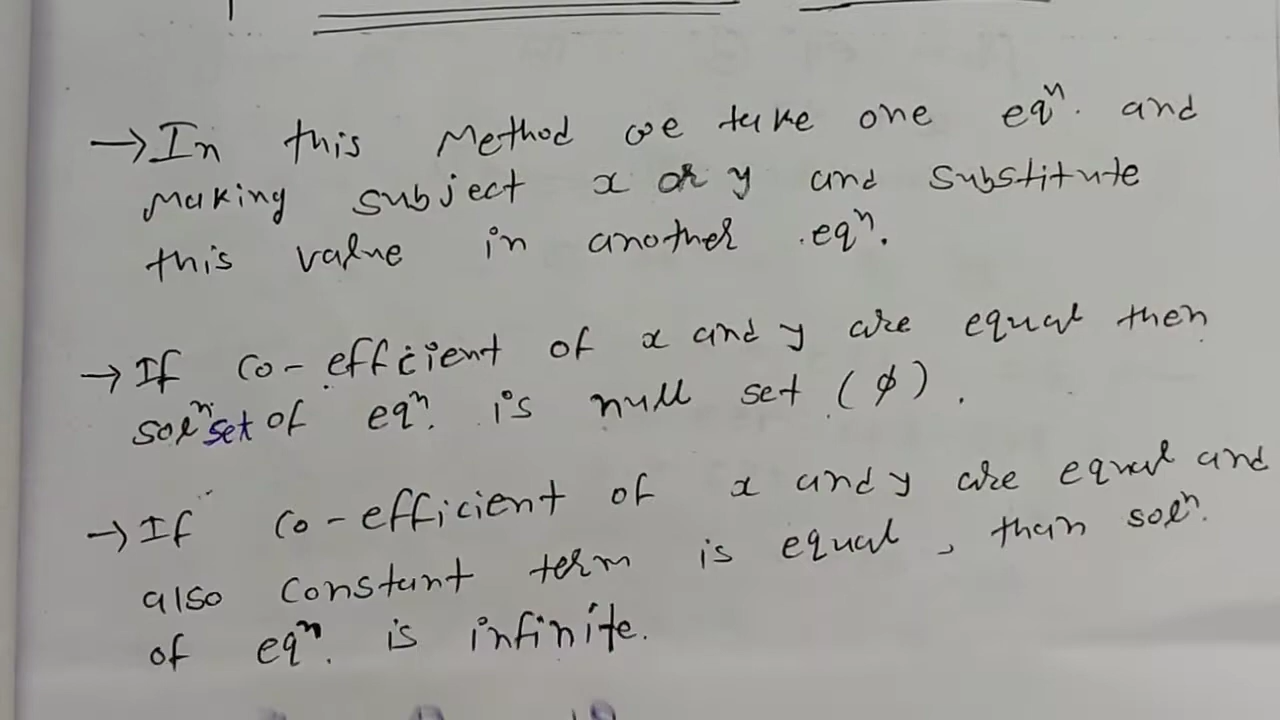 → In this Method we take one eqⁿ. and
making subject x or y and substitute
this value in another .eqⁿ.
→ If co-efficient of x and y are equal then
solⁿ set of eqⁿ. is null set (ϕ).
→ If co-efficient of x and y are equal and
also constant term is equal, than solⁿ.
of eqⁿ. is infinite.